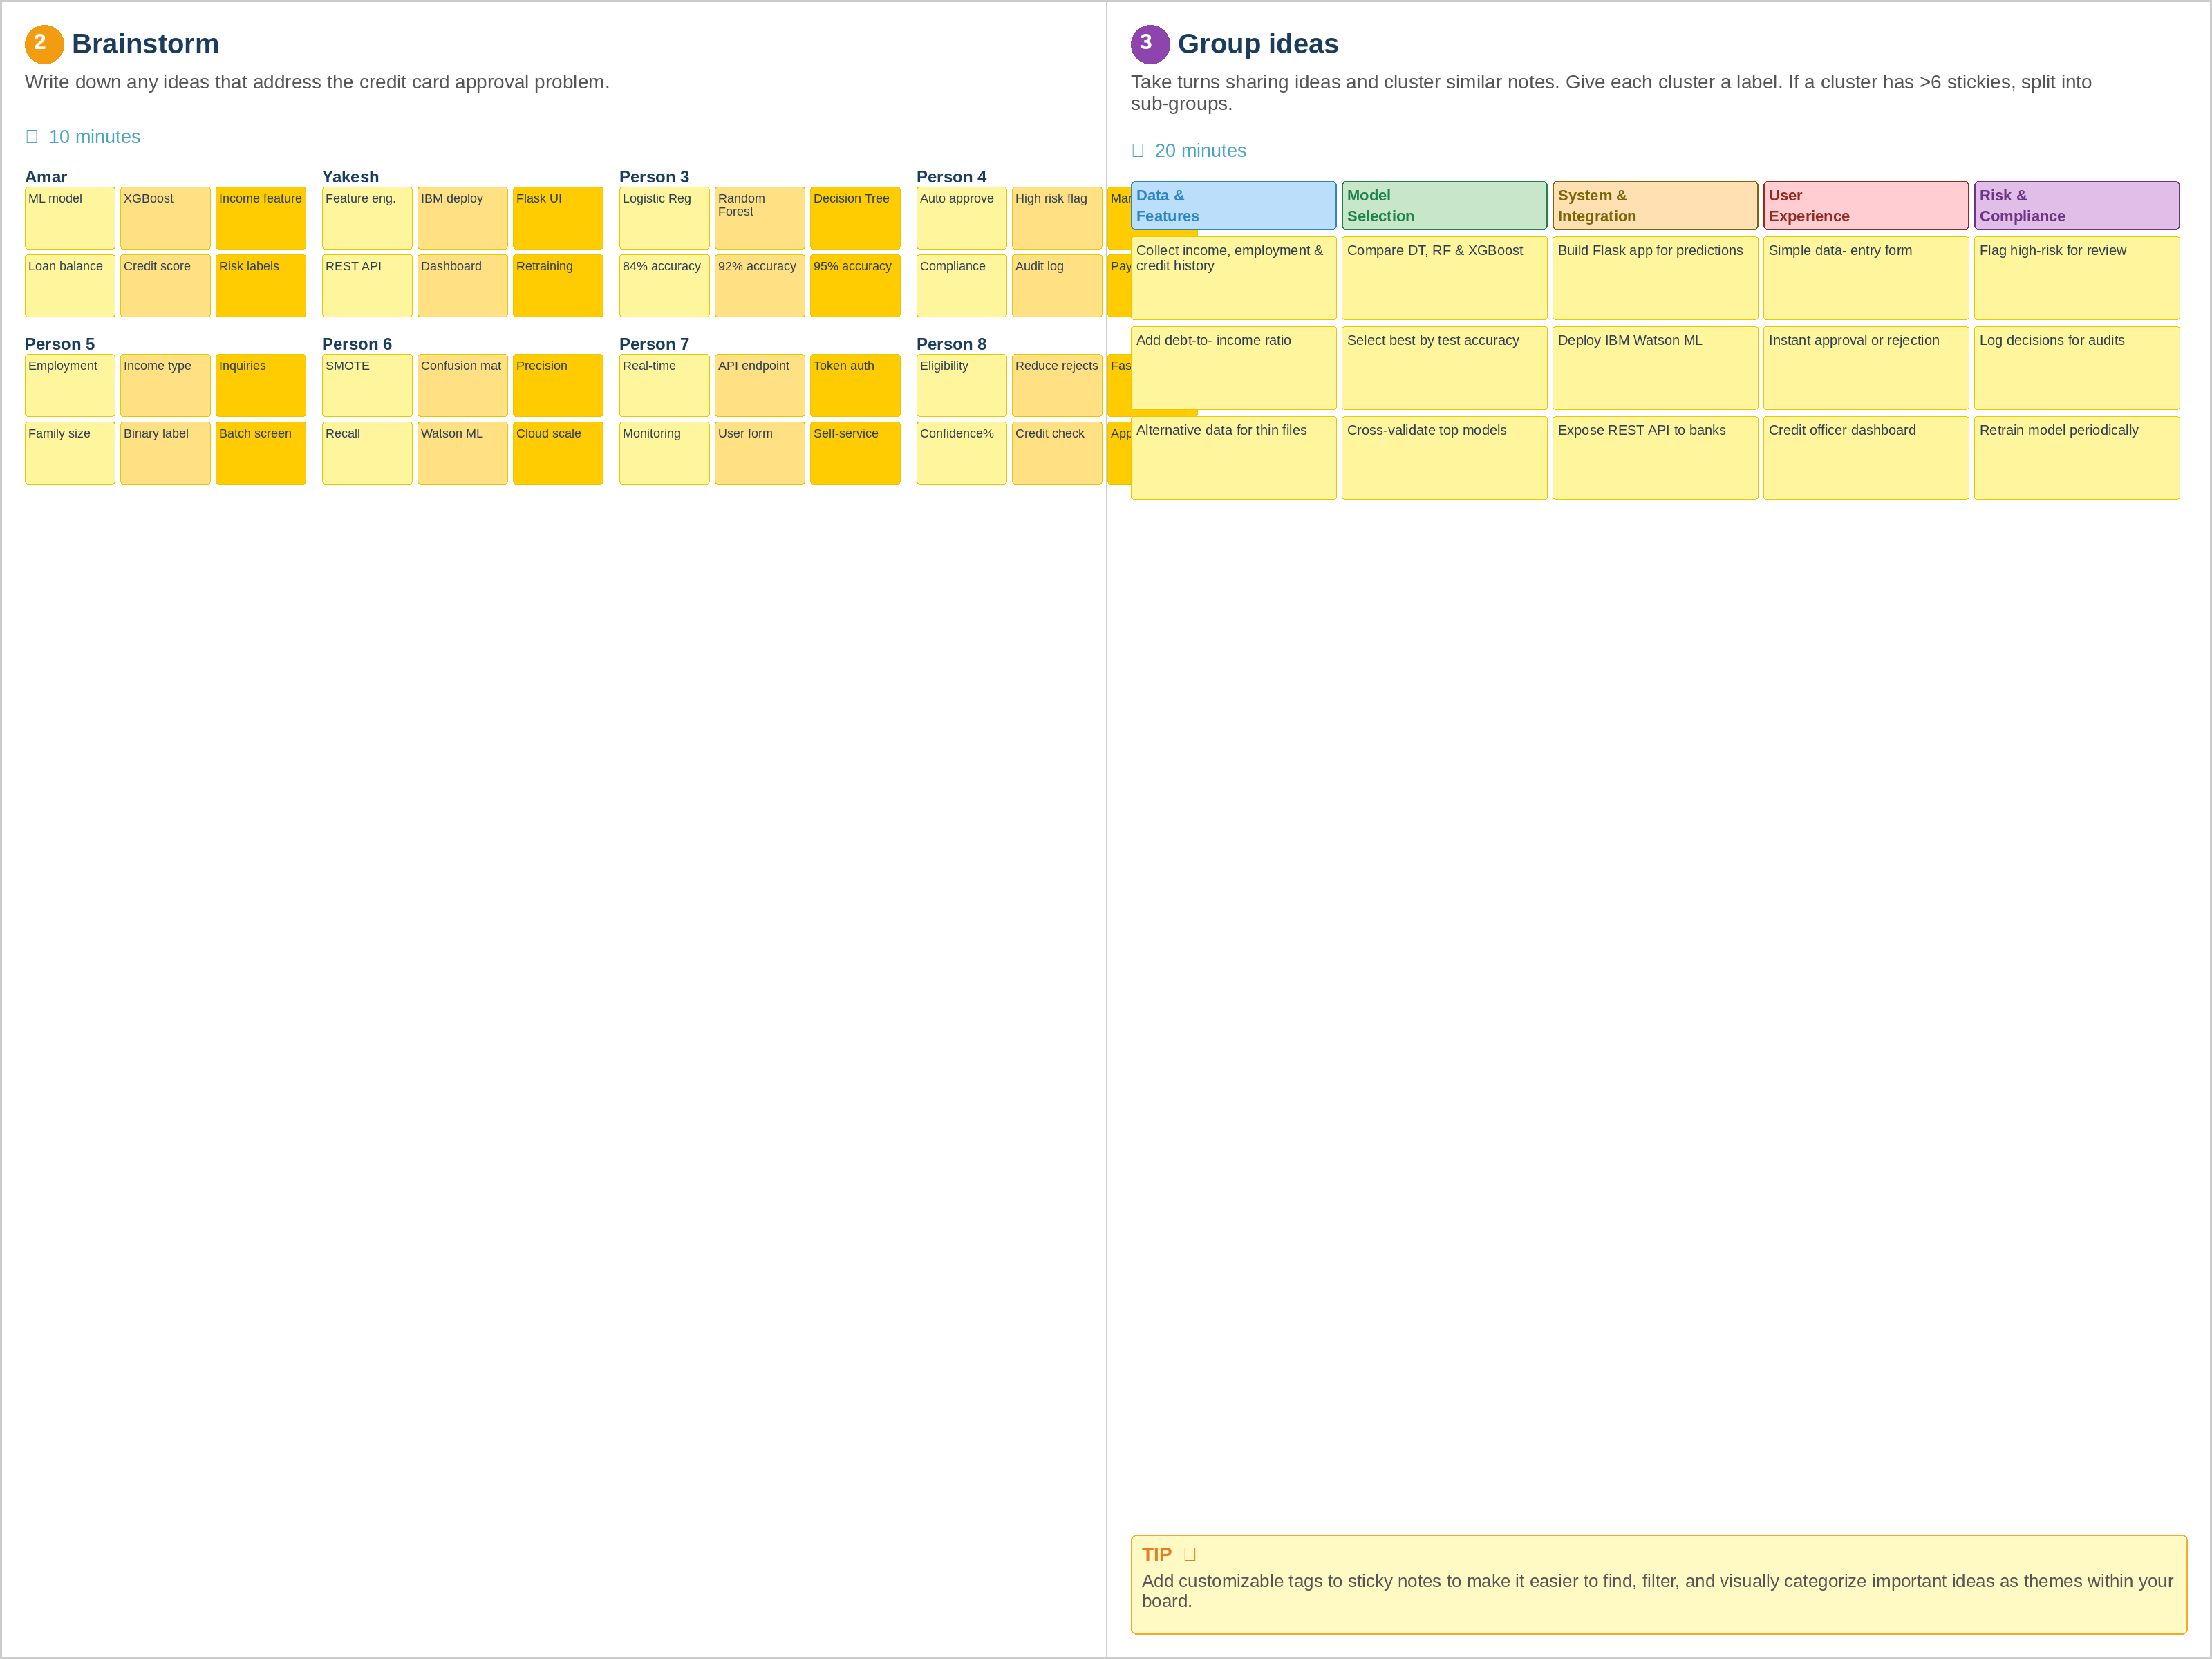 2 Brainstorm
Write down any ideas that address the credit card approval problem.
10 minutes
Amar
ML model
XGBoost
Income feature
Loan balance
Credit score
Risk labels
Yakesh
Feature eng.
IBM deploy
Flask UI
REST API
Dashboard
Retraining
Person 3
Logistic Reg
Random
Forest
Decision Tree
84% accuracy
92% accuracy
95% accuracy
Person 4
Auto approve
High risk flag
Compliance
Audit log
Person 5
Employment
Income type
Inquiries
Family size
Binary label
Batch screen
Person 6
SMOTE
Confusion mat
Precision
Recall
Watson ML
Cloud scale
Person 7
Real-time
API endpoint
Token auth
Monitoring
User form
Self-service
Person 8
Eligibility
Reduce rejects
Confidence%
Credit check
3 Group ideas
Take turns sharing ideas and cluster similar notes. Give each cluster a label. If a cluster has >6 stickies, split into
sub-groups.
20 minutes
Data &
Features
Model
Selection
System &
Integration
User
Experience
Risk &
Compliance
Collect income, employment &
credit history
Compare DT, RF & XGBoost
Build Flask app for predictions
Simple data- entry form
Flag high-risk for review
Add debt-to- income ratio
Select best by test accuracy
Deploy IBM Watson ML
Instant approval or rejection
Log decisions for audits
Alternative data for thin files
Cross-validate top models
Expose REST API to banks
Credit officer dashboard
Retrain model periodically
TIP
Add customizable tags to sticky notes to make it easier to find, filter, and visually categorize important ideas as themes within your
board.